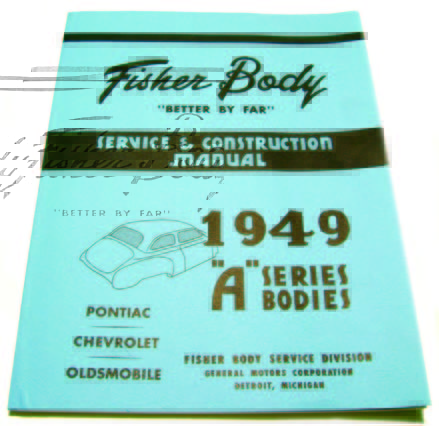 Fisher Body
"BETTER BY FAR"
SERVICE & CONSTRUCTION
MANUAL
"BETTER BY FAR"
1949
"A" SERIES
BODIES
PONTIAC
CHEVROLET
OLDSMOBILE
FISHER BODY SERVICE DIVISION
GENERAL MOTORS CORPORATION
DETROIT, MICHIGAN